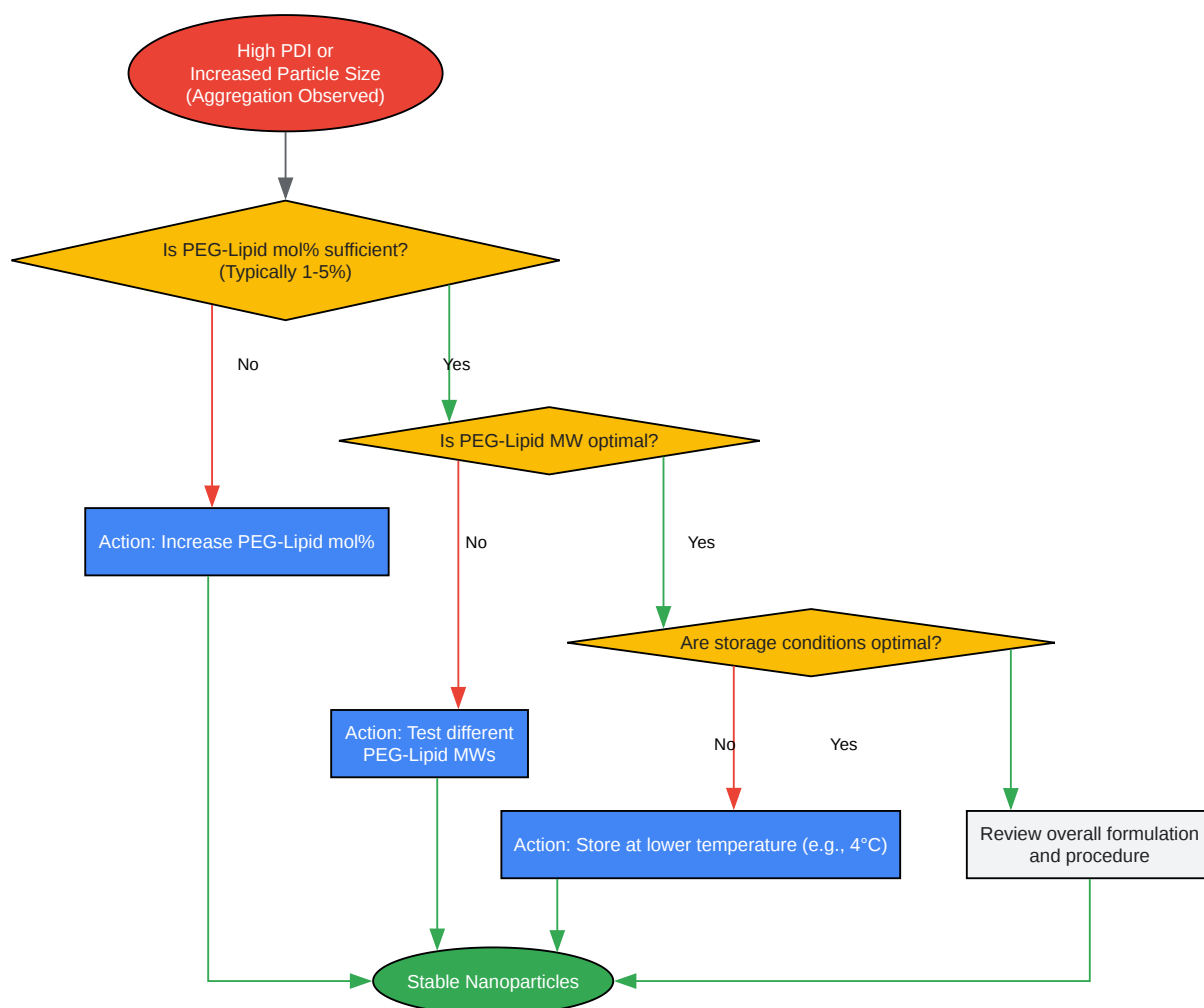 High PDI or
Increased Particle Size
(Aggregation Observed)
Is PEG-Lipid mol% sufficient?
(Typically 1-5%)
No
Yes
Is PEG-Lipid MW optimal?
Action: Increase PEG-Lipid mol%
No
Yes
Are storage conditions optimal?
Action: Test different
PEG-Lipid MWs
No
Yes
Action: Store at lower temperature (e.g., 4°C)
Review overall formulation
and procedure
Stable Nanoparticles